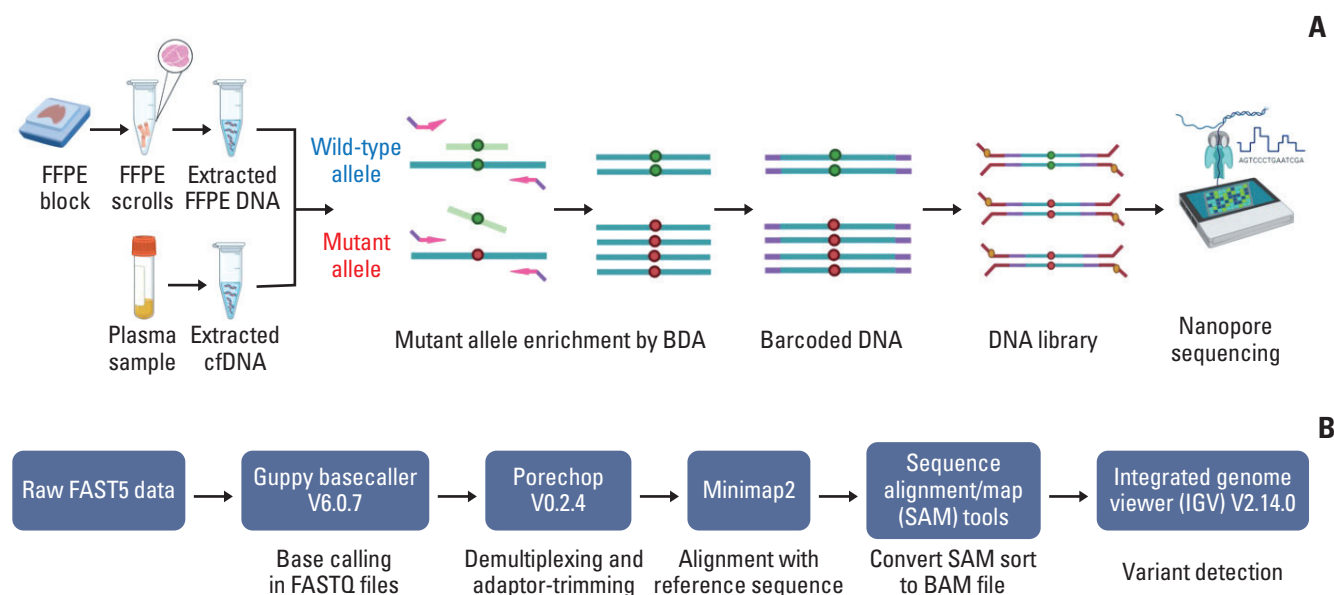 A
FFPE
block
FFPE
scrolls
Extracted
FFPE DNA
Plasma
sample
Extracted
cfDNA
Wild-type
allele
Mutant
allele
Mutant allele enrichment by BDA
Barcoded DNA
DNA library
AGTCCCTGAATCGA
Nanopore
sequencing
B
Raw FAST5 data
Guppy basecaller
V6.0.7
Base calling
in FASTQ files
Porechop
V0.2.4
Demultiplexing and
adaptor-trimming
Minimap2
Alignment with
reference sequence
Sequence
alignment/map
(SAM) tools
Convert SAM sort
to BAM file
Integrated genome
viewer (IGV) V2.14.0
Variant detection